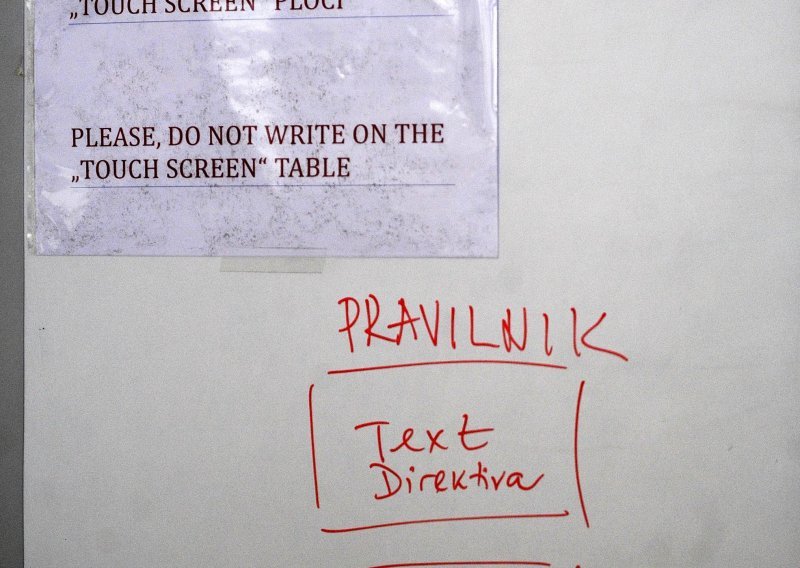 „TOUCH SCREEN“ PLOČI
PLEASE, DO NOT WRITE ON THE
„TOUCH SCREEN“ TABLE
PRAVILNIK
Text
Direktiva